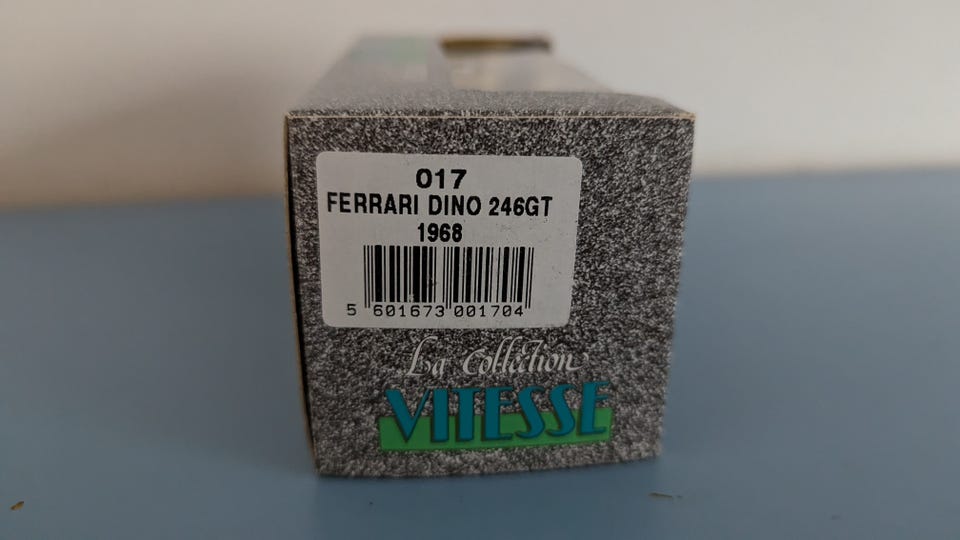 017
FERRARI DINO 246GT
1968
5 601673 001704
La Collection
VITESSE